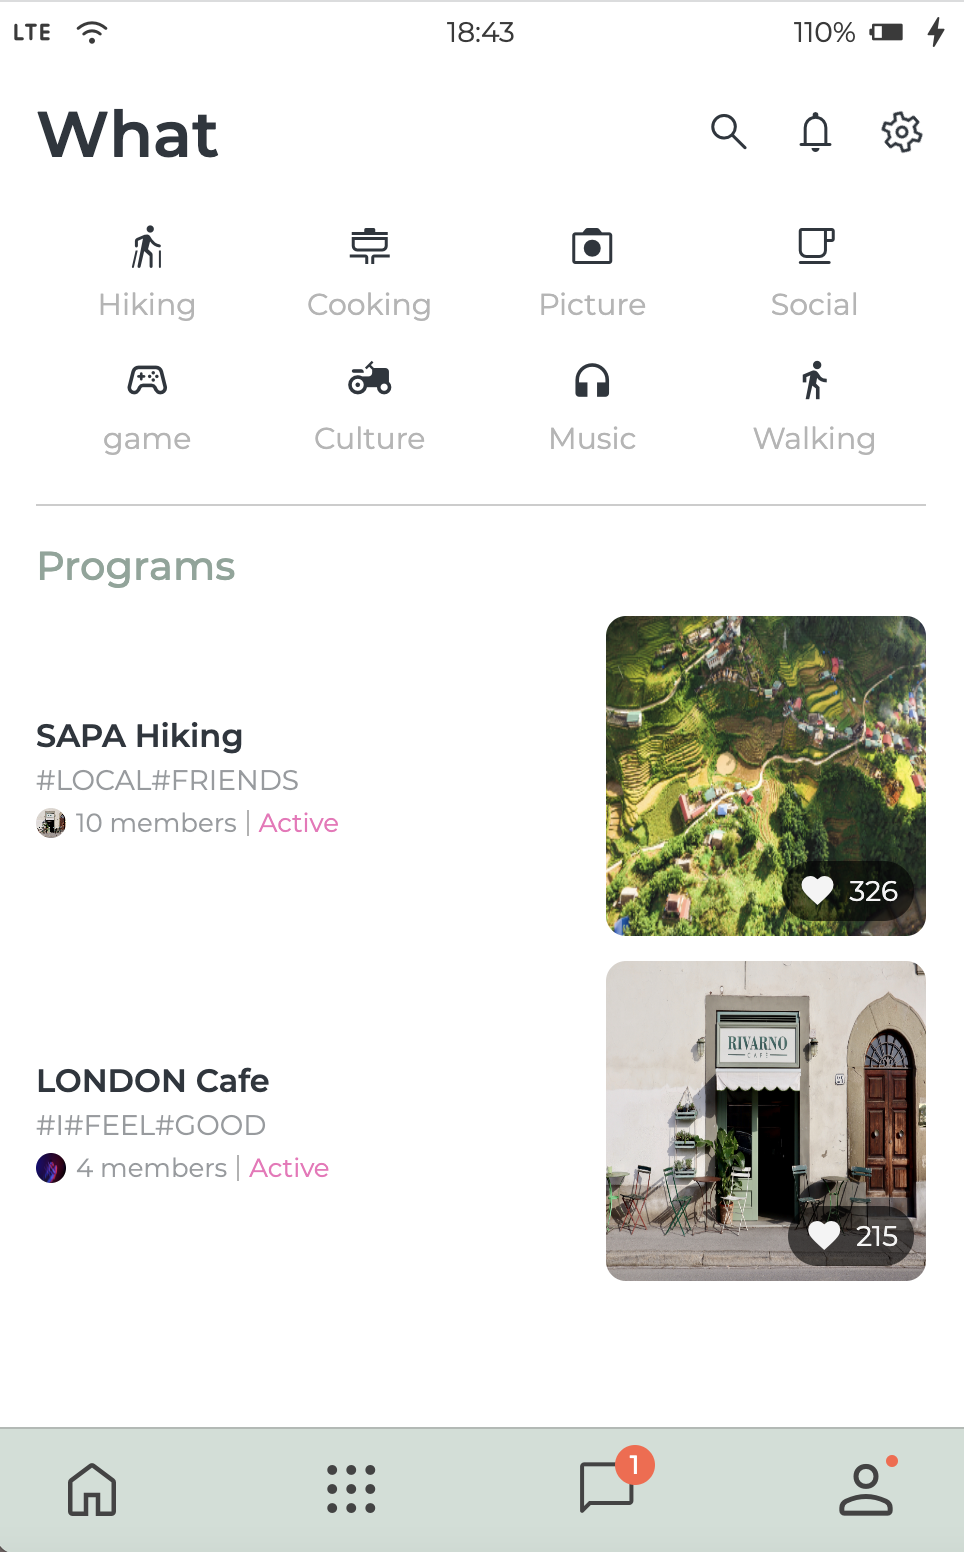 LTE 18:43 110%
What
Hiking Cooking Picture Social
game Culture Music Walking
Programs
SAPA Hiking
#LOCAL#FRIENDS
10 members | Active
326
RIVARNO
CAFE
LONDON Cafe
#I#FEEL#GOOD
4 members | Active
215
1